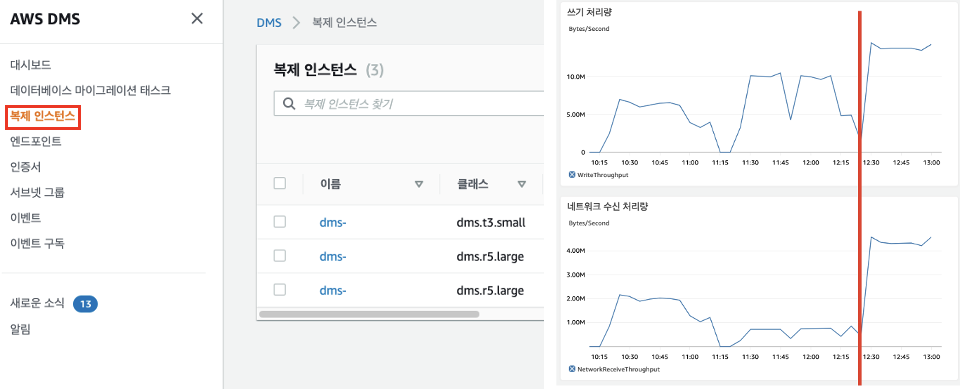 AWS DMS
대시보드
데이터베이스 마이그레이션 태스크
복제 인스턴스
엔드포인트
인증서
서브넷 그룹
이벤트
이벤트 구독
새로운 소식 13
알림
DMS > 복제 인스턴스
복제 인스턴스 (3)
복제 인스턴스 찾기
이름 클래스
dms- dms.t3.small
dms- dms.r5.large
dms- dms.r5.large
쓰기 처리량
Bytes/Second
10.0M
5.00M
0
10:15 10:30 10:45 11:00 11:15 11:30 11:45 12:00 12:15 12:30 12:45 13:00
WriteThroughput
네트워크 수신 처리량
Bytes/Second
4.00M
3.00M
2.00M
1.00M
10:15 10:30 10:45 11:00 11:15 11:30 11:45 12:00 12:15 12:30 12:45 13:00
NetworkReceiveThroughput